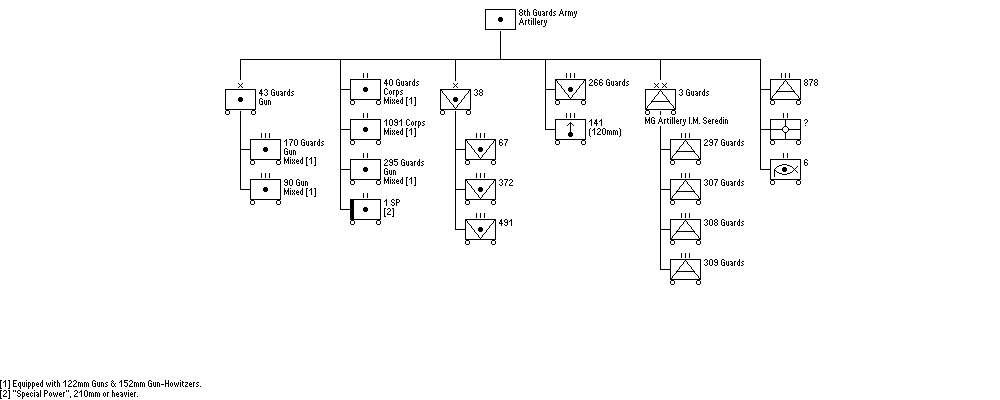 8th Guards Army
Artillery
43 Guards
Gun
170 Guards
Gun
Mixed [1]
90 Gun
Mixed [1]
40 Guards
Corps
Mixed [1]
1091 Corps
Mixed [1]
295 Guards
Gun
Mixed [1]
1 SP
[2]
38
67
372
491
266 Guards
141
(120mm)
3 Guards
MG Artillery I.M. Seredin
297 Guards
307 Guards
308 Guards
309 Guards
878
?
6
[1] Equipped with 122mm Guns & 152mm Gun-Howitzers.
[2] "Special Power", 210mm or heavier.